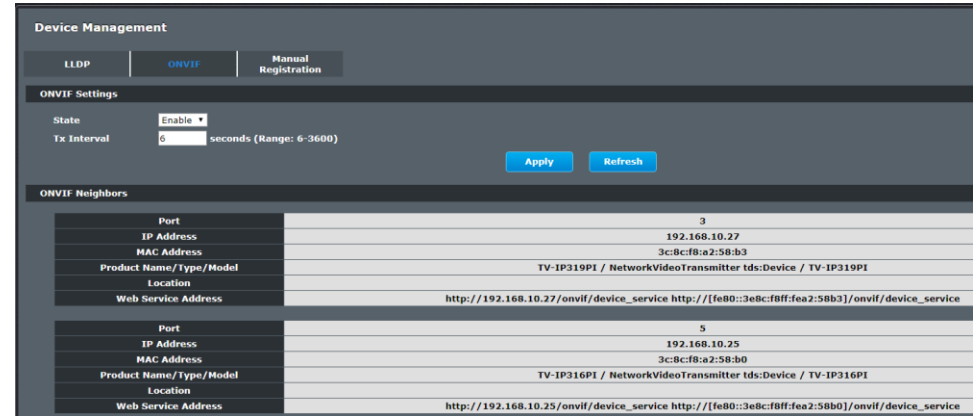 Device Management
LLDP
ONVIF
Manual
Registration
ONVIF Settings
State Enable
Tx Interval 6 seconds (Range: 6-3600)
Apply Refresh
ONVIF Neighbors
Port 3
IP Address 192.168.10.27
MAC Address 3c:8c:f8:a2:58:b3
Product Name/Type/Model TV-IP319PI / NetworkVideoTransmitter tds:Device / TV-IP319PI
Location
Web Service Address http://192.168.10.27/onvif/device_service http://[fe80::3e8c:f8ff:fea2:58b3]/onvif/device_service
Port 5
IP Address 192.168.10.25
MAC Address 3c:8c:f8:a2:58:b0
Product Name/Type/Model TV-IP316PI / NetworkVideoTransmitter tds:Device / TV-IP316PI
Location
Web Service Address http://192.168.10.25/onvif/device_service http://[fe80::3e8c:f8ff:fea2:58b0]/onvif/device_service